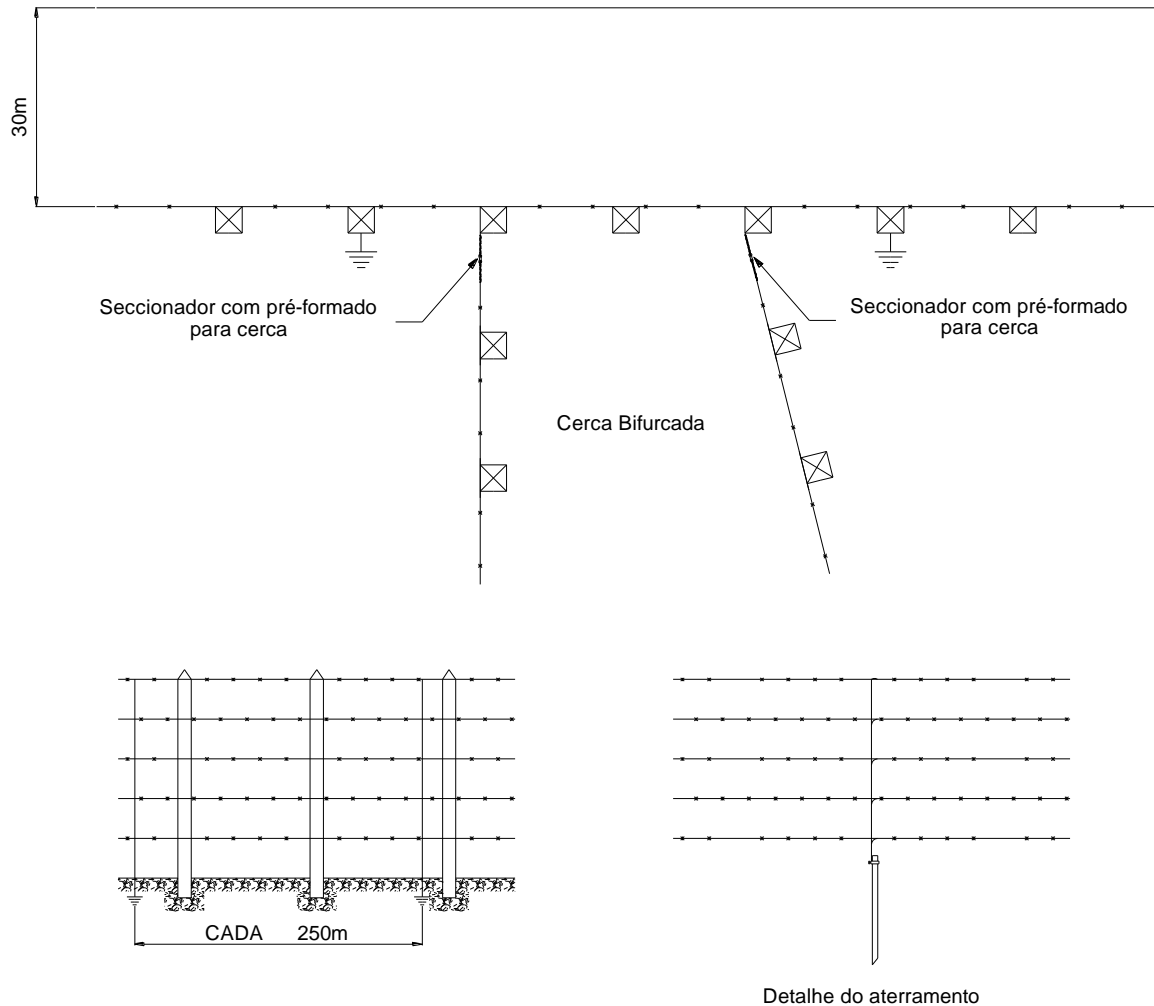 30m
Seccionador com pré-formado
para cerca
Seccionador com pré-formado
para cerca
Cerca Bifurcada
CADA 250m
Detalhe do aterramento